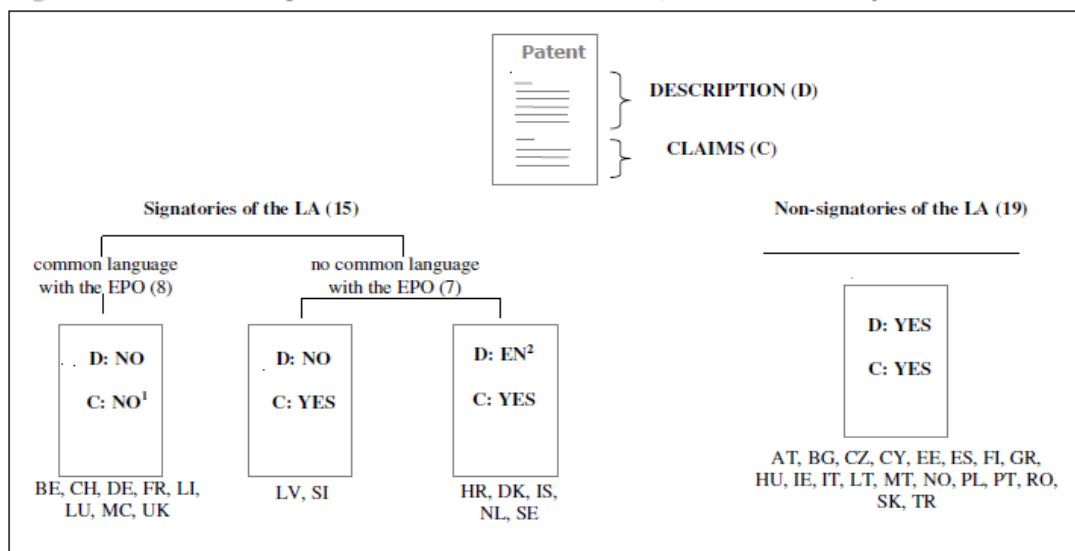 Patent
DESCRIPTION (D)
CLAIMS (C)
Signatories of the LA (15)
Non-signatories of the LA (19)
common language
with the EPO (8)
no common language
with the EPO (7)
D: NO
C: NO¹
D: NO
C: YES
D: EN²
C: YES
D: YES
C: YES
BE, CH, DE, FR, LI,
LU, MC, UK
LV, SI
HR, DK, IS,
NL, SE
AT, BG, CZ, CY, EE, ES, FI, GR,
HU, IE, IT, LT, MT, NO, PL, PT, RO,
SK, TR